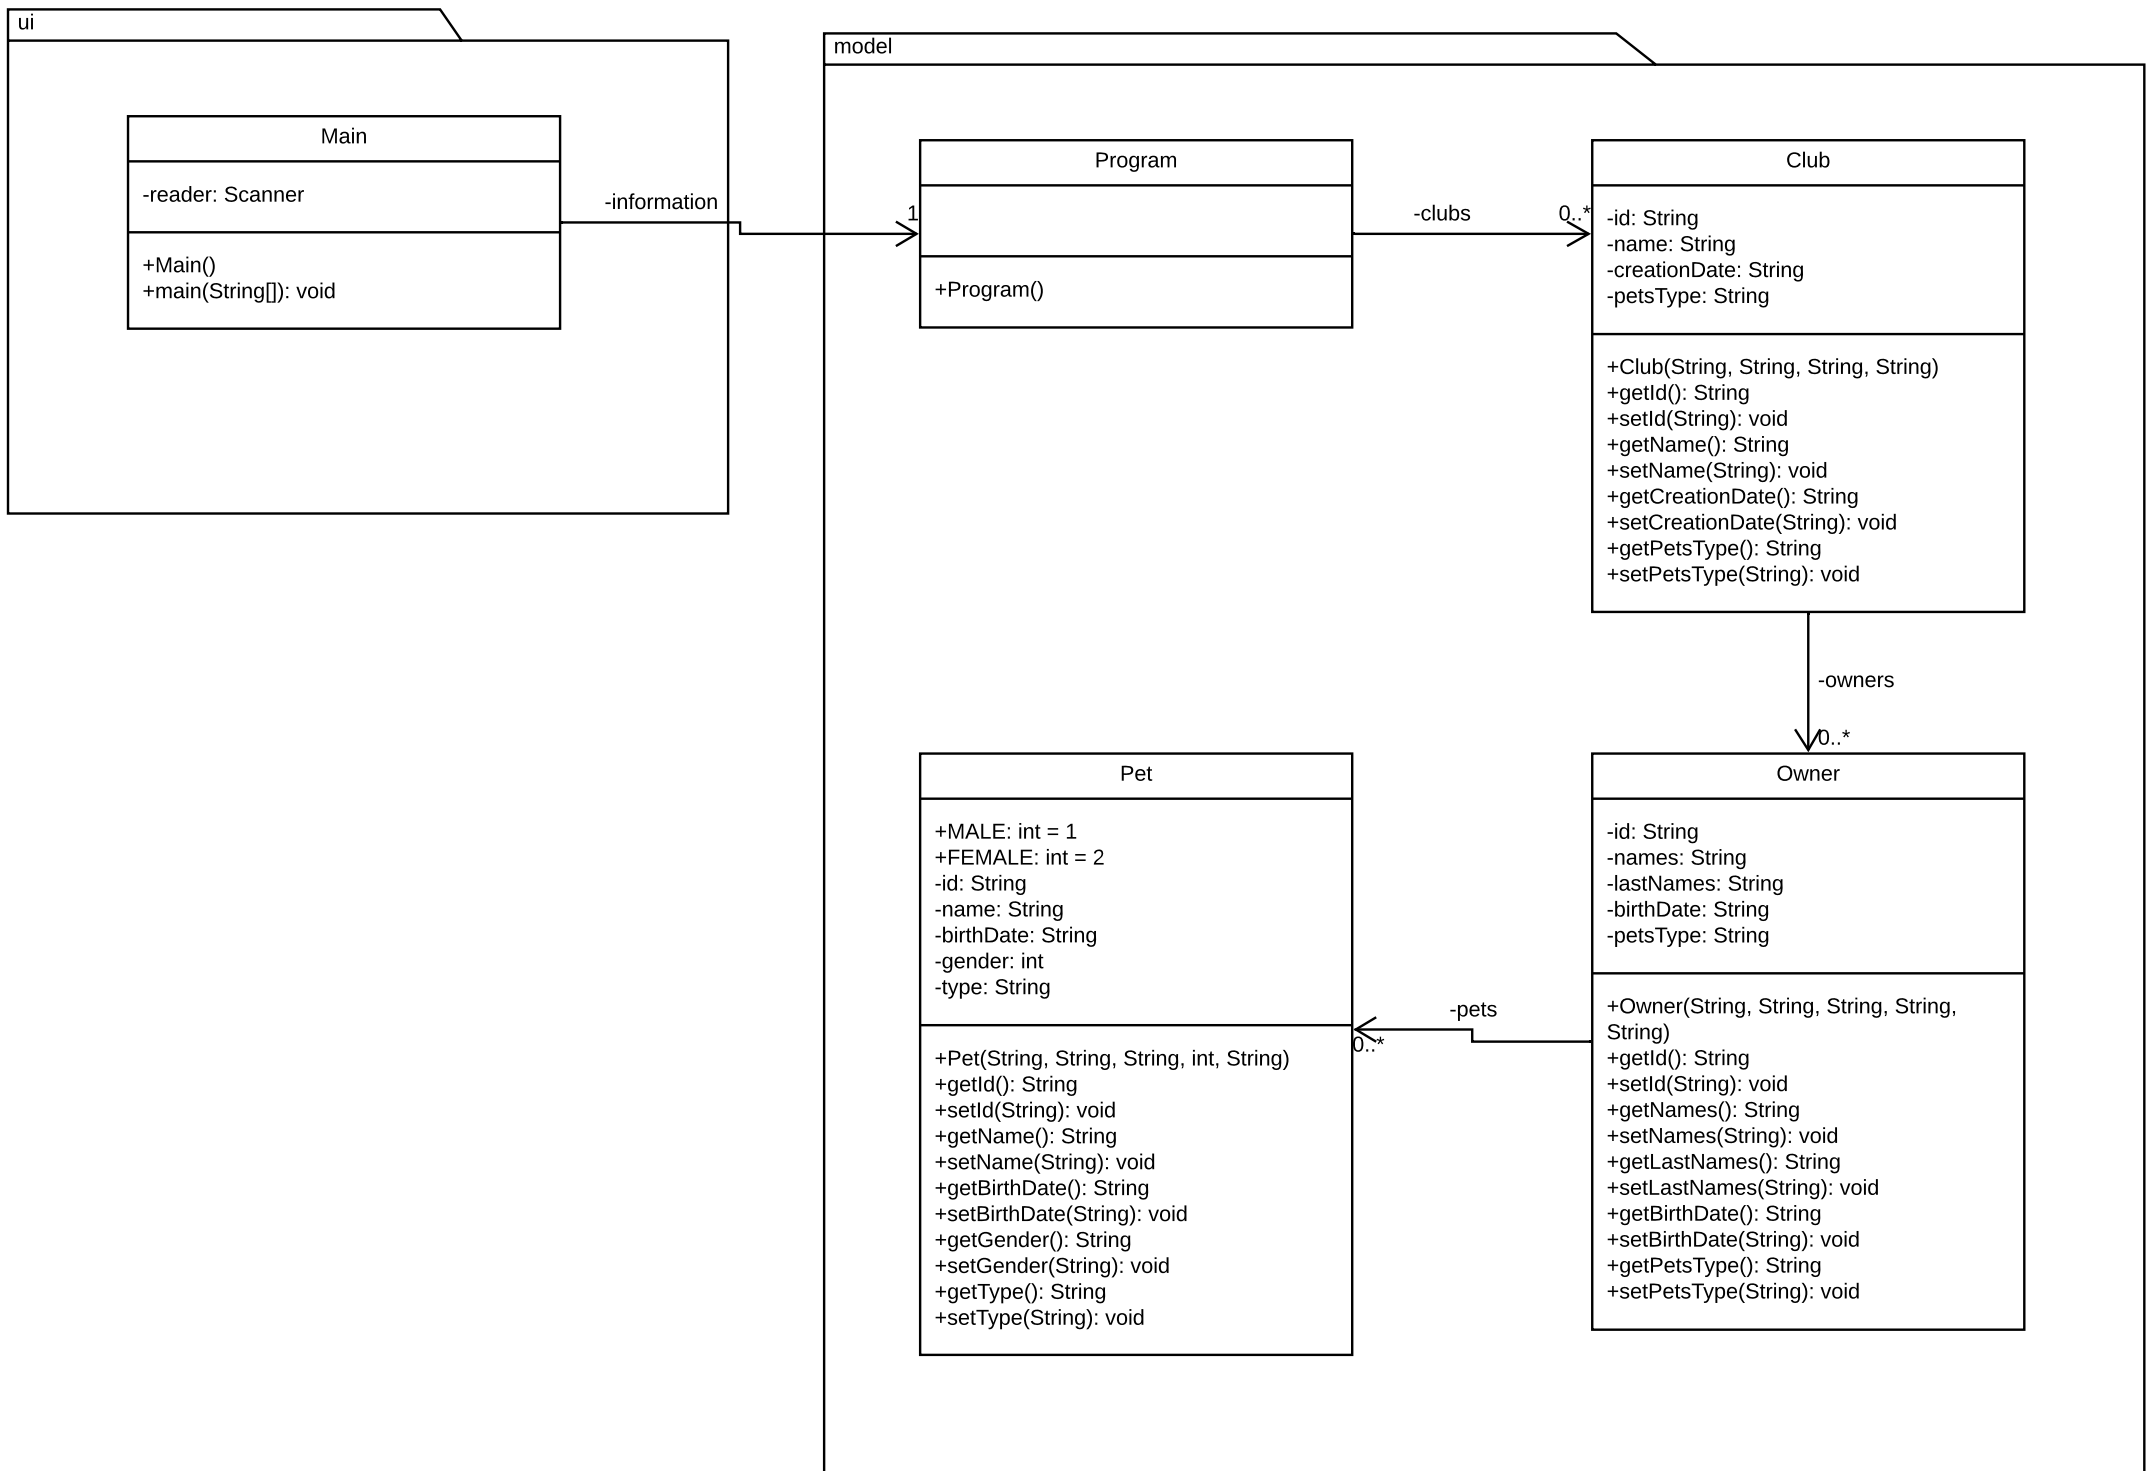 ui
Main
-reader: Scanner
+Main()
+main(String[]): void
-information
1
model
Program
+Program()
-clubs
0..*
Club
-id: String
-name: String
-creationDate: String
-petsType: String
+Club(String, String, String, String)
+getId(): String
+setId(String): void
+getName(): String
+setName(String): void
+getCreationDate(): String
+setCreationDate(String): void
+getPetsType(): String
+setPetsType(String): void
-owners
0..*
Pet
+MALE: int = 1
+FEMALE: int = 2
-id: String
-name: String
-birthDate: String
-gender: int
-type: String
+Pet(String, String, String, int, String)
+getId(): String
+setId(String): void
+getName(): String
+setName(String): void
+getBirthDate(): String
+setBirthDate(String): void
+getGender(): String
+setGender(String): void
+getType(): String
+setType(String): void
-pets
0..*
Owner
-id: String
-names: String
-lastNames: String
-birthDate: String
-petsType: String
+Owner(String, String, String, String,
String)
+getId(): String
+setId(String): void
+getNames(): String
+setNames(String): void
+getLastNames(): String
+setLastNames(String): void
+getBirthDate(): String
+setBirthDate(String): void
+getPetsType(): String
+setPetsType(String): void